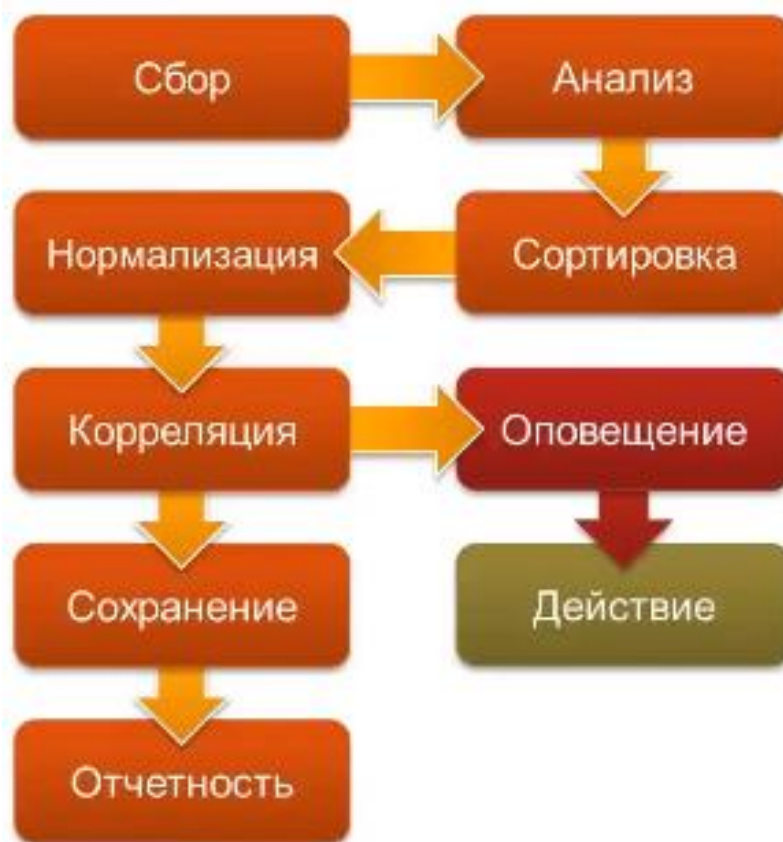 Сбор
Анализ
Нормализация
Сортировка
Корреляция
Оповещение
Сохранение
Действие
Отчетность